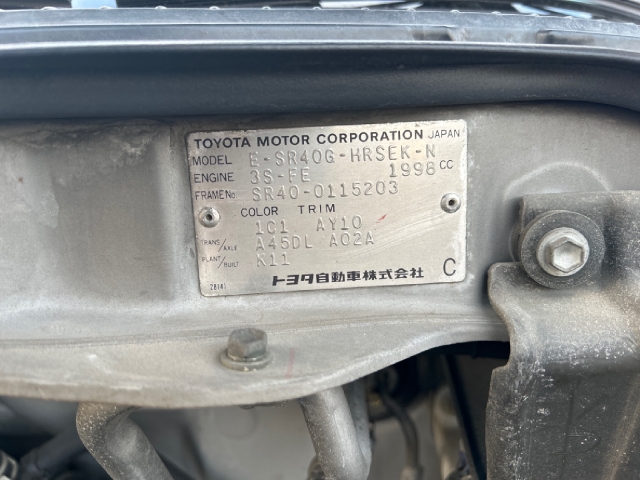 TOYOTA MOTOR CORPORATION JAPAN
MODEL E-SR40G-HRSEK-N
ENGINE 3S-FE 1998 CC
FRAME No. SR40-0115203
COLOR TRIM
1C1 AY10
TRANS/AXLE A45DL A02A
PLANT/BUILT K11
トヨタ自動車株式会社 C
28141